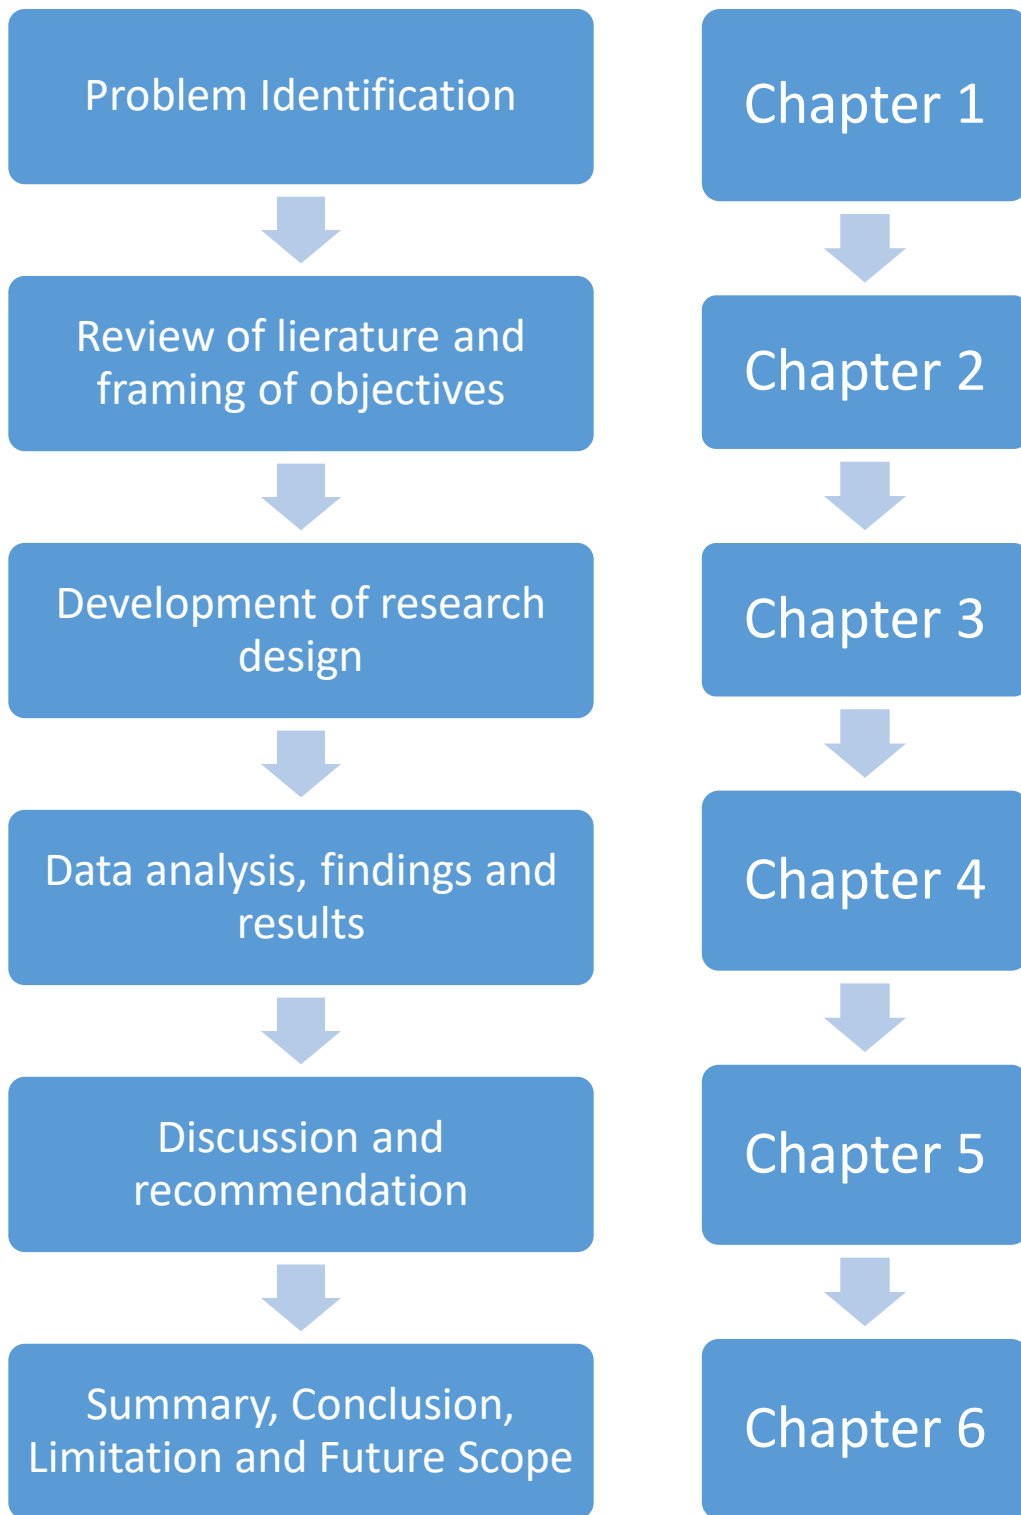 Problem Identification
Chapter 1
Review of lierature and
framing of objectives
Chapter 2
Development of research
design
Chapter 3
Data analysis, findings and
results
Chapter 4
Discussion and
recommendation
Chapter 5
Summary, Conclusion,
Limitation and Future Scope
Chapter 6